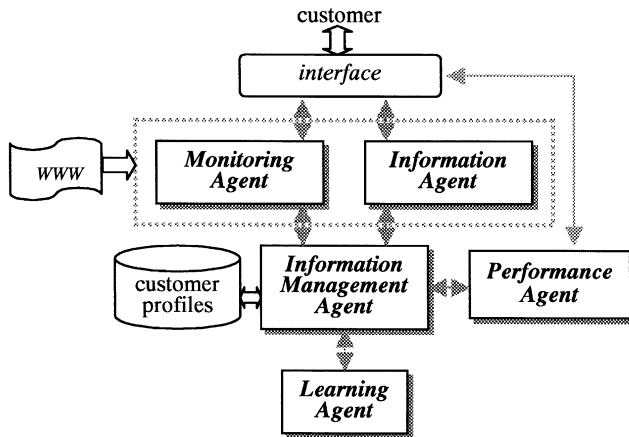 customer
interface
www
Monitoring
Agent
Information
Agent
customer
profiles
Information
Management
Agent
Performance
Agent
Learning
Agent